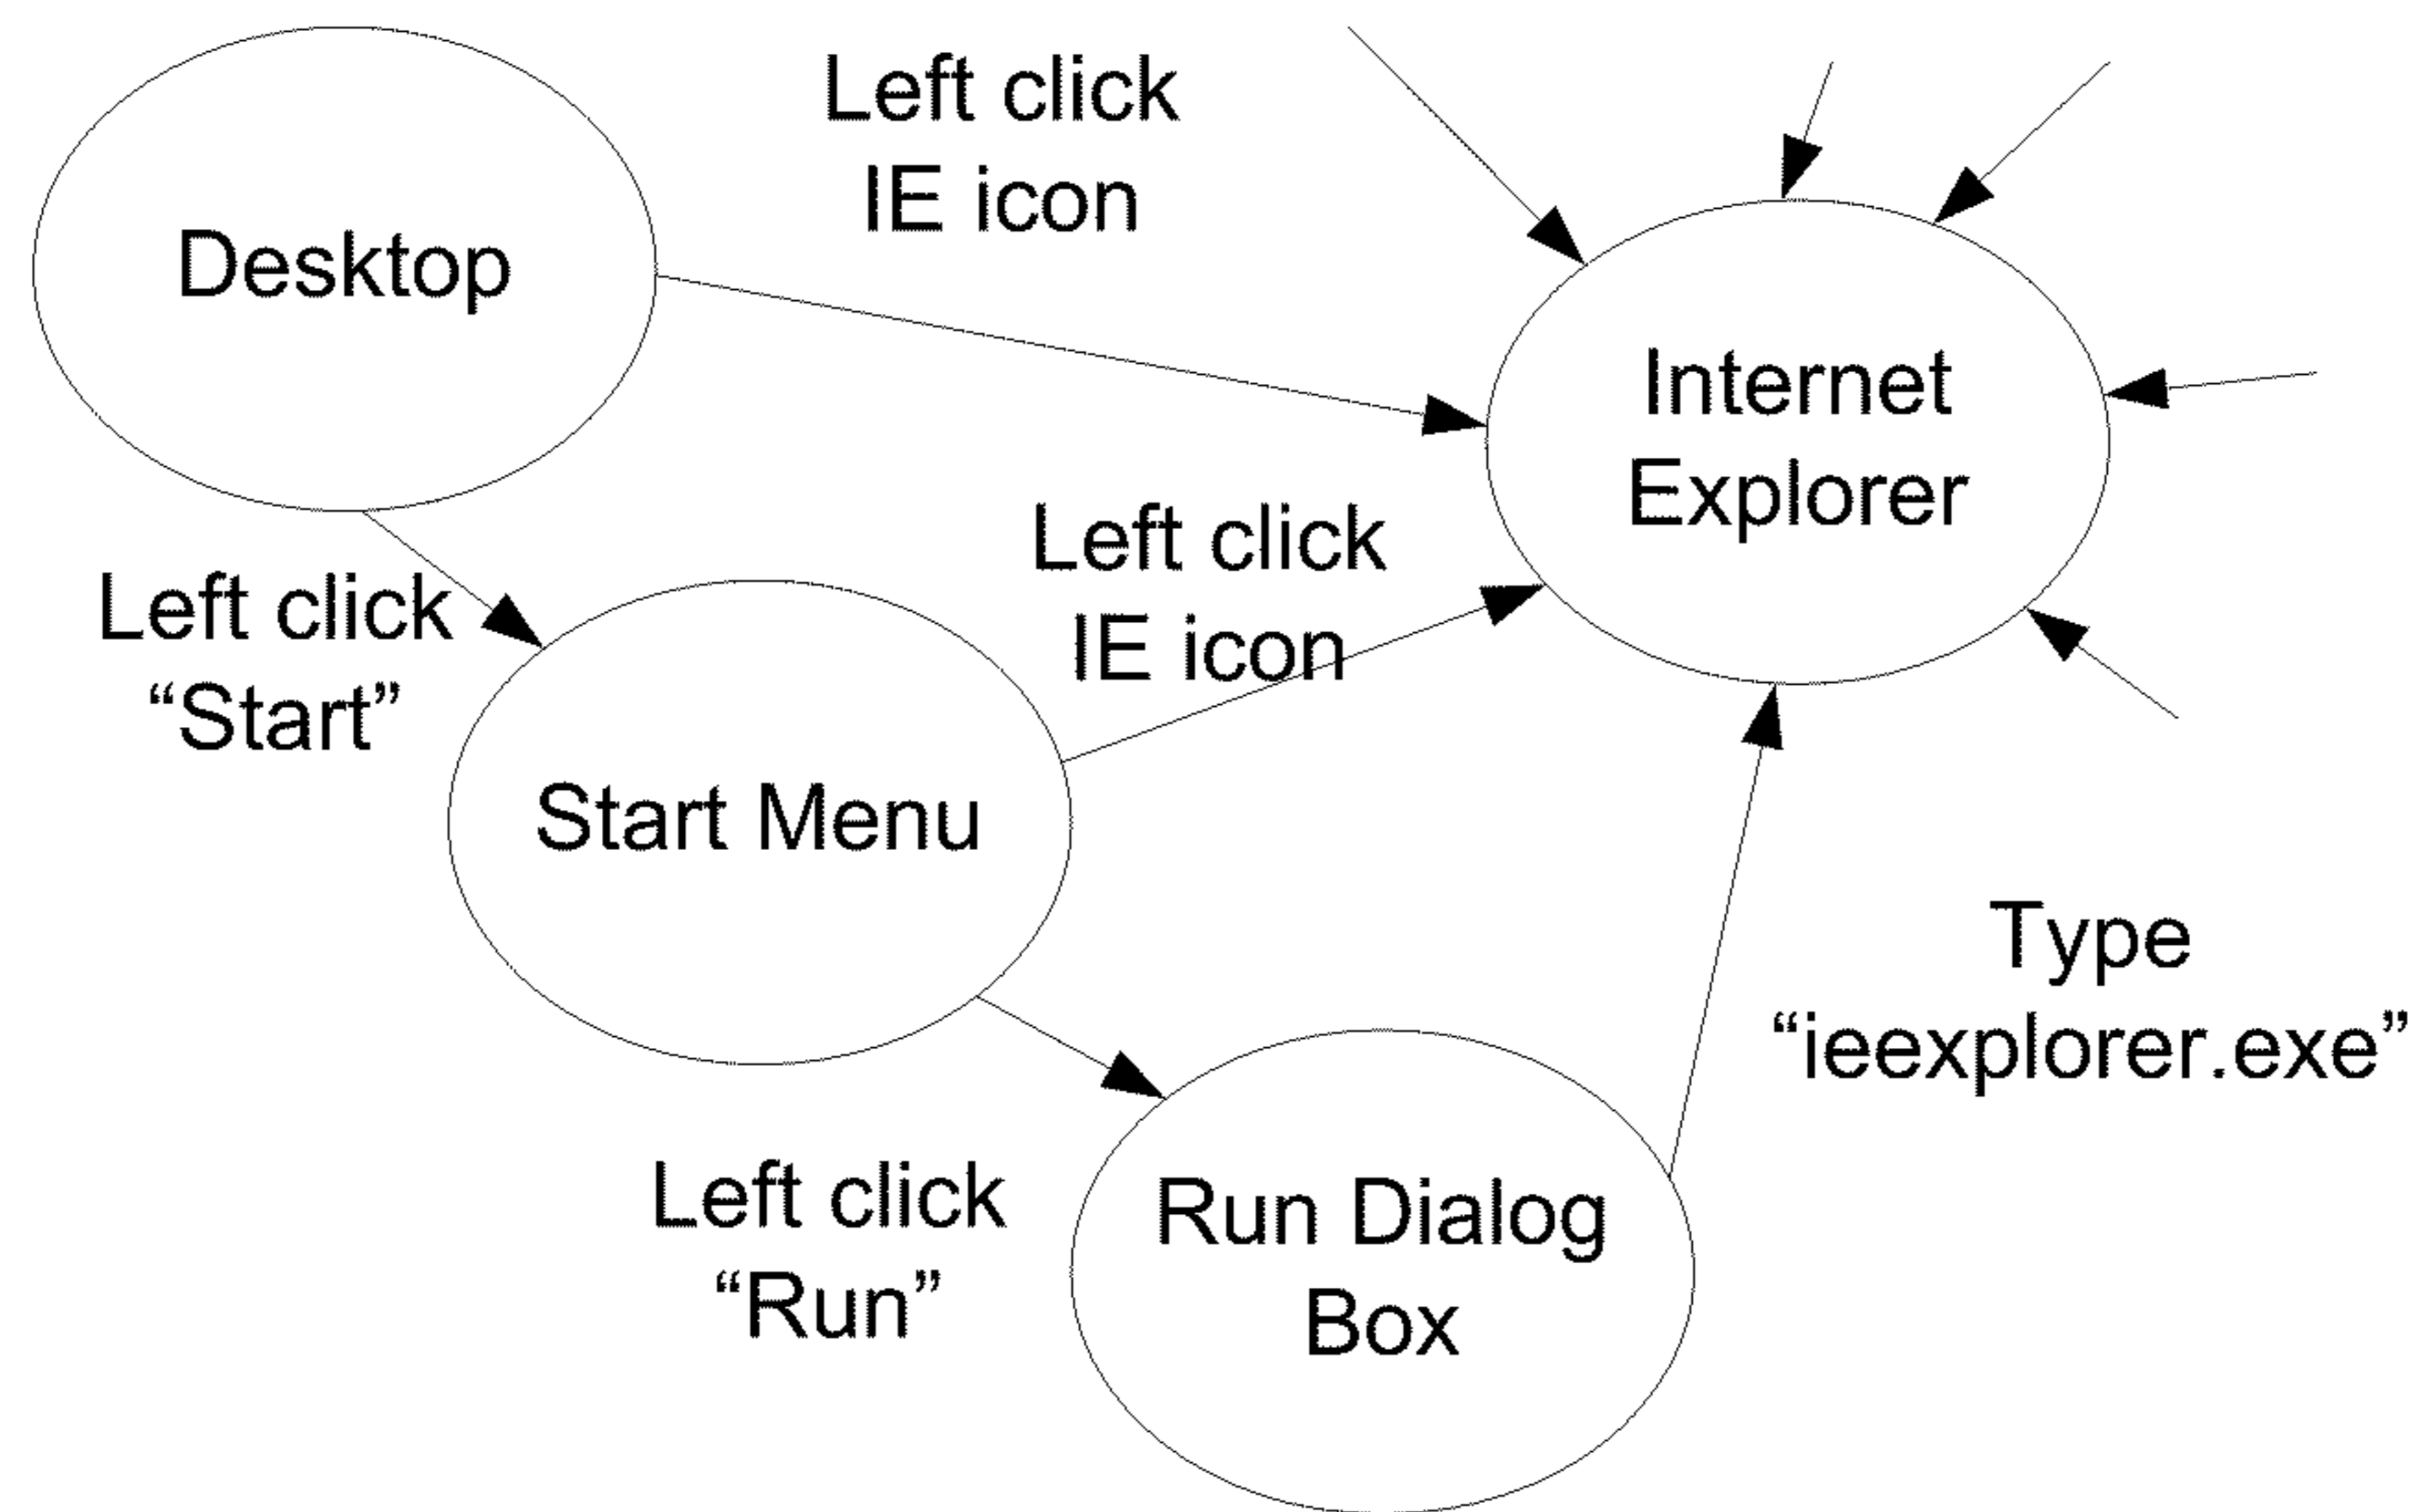 Left click
IE icon
Desktop
Internet
Explorer
Left click
IE icon
Left click
“Start”
Start Menu
Type
“ieexplorer.exe”
Left click
“Run”
Run Dialog
Box